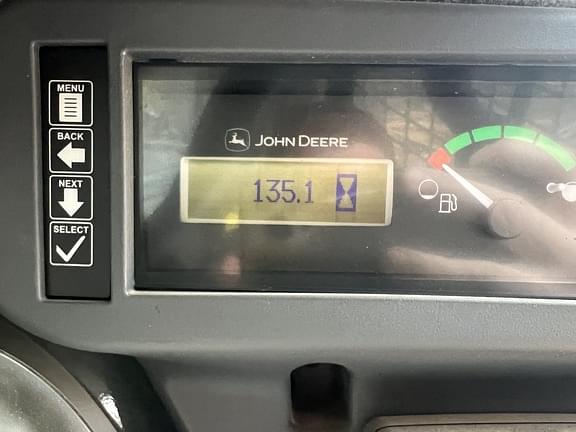 MENU
BACK
NEXT
SELECT
JOHN DEERE
135.1